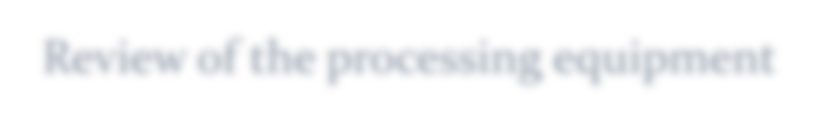 Review of the processing equipment